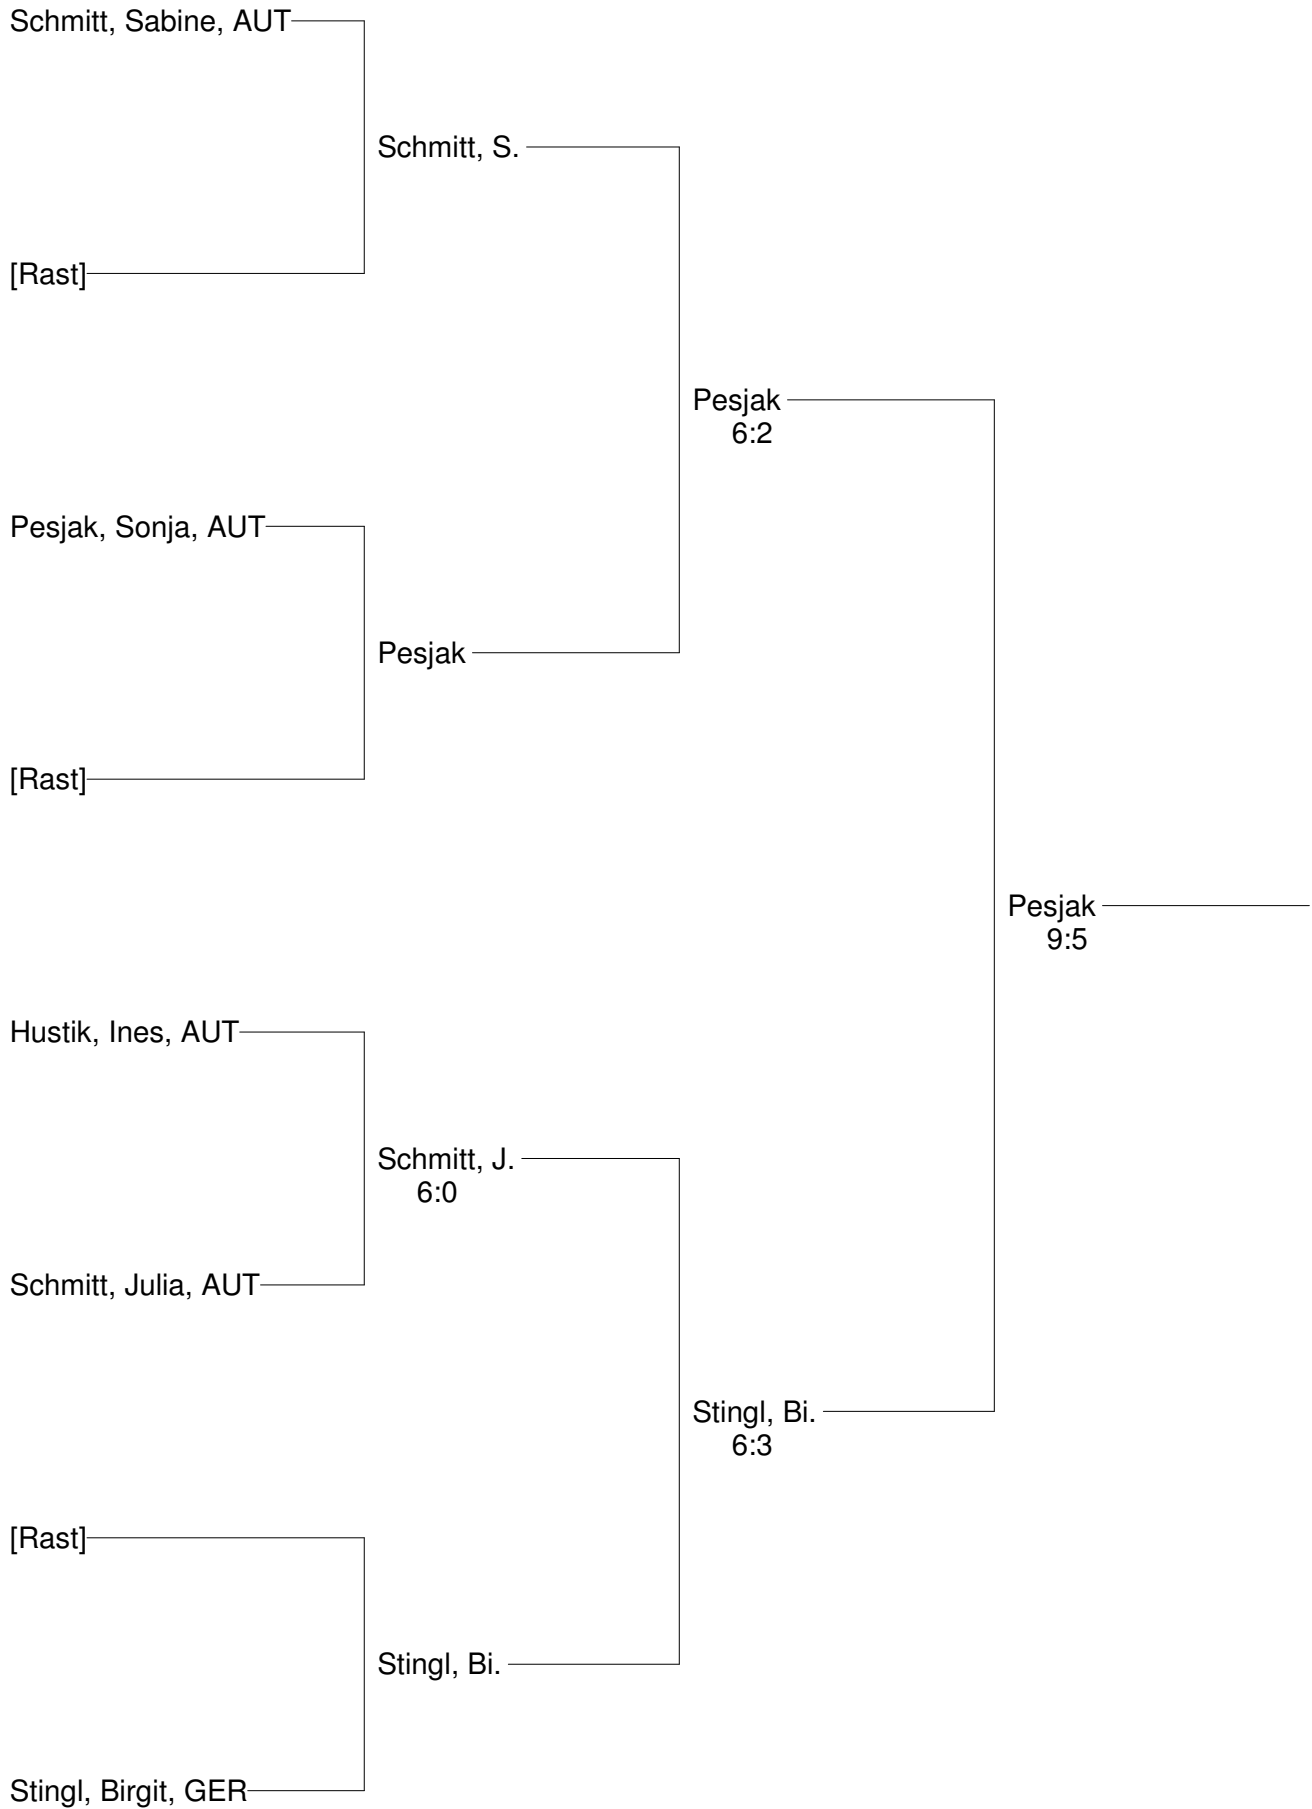 Schmitt, Sabine, AUT
Schmitt, S.
[Rast]
Pesjak
6:2
Pesjak, Sonja, AUT
Pesjak
[Rast]
Pesjak
9:5
Hustik, Ines, AUT
Schmitt, J.
6:0
Schmitt, Julia, AUT
Stingl, Bi.
6:3
[Rast]
Stingl, Bi.
Stingl, Birgit, GER